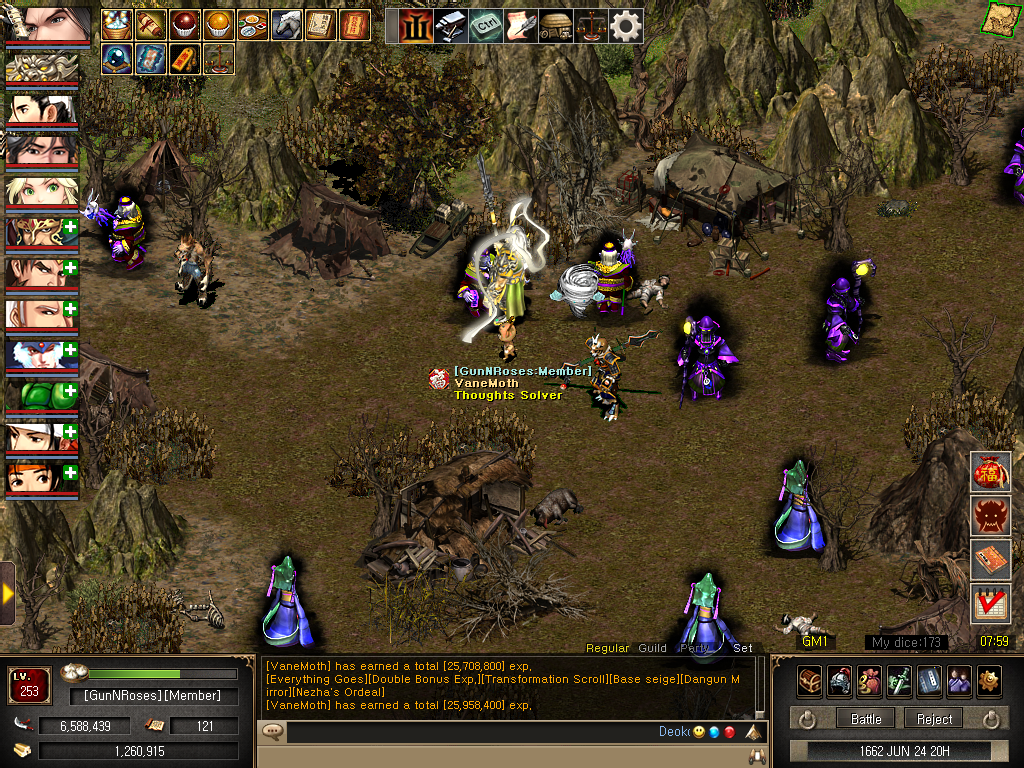 Ctrl
[GunNRoses:Member]
VaneMoth
Thoughts Solver
福
GM1
My dice:173
07:59
Regular Guild Party Set
LV.
253
[GunNRoses][Member]
6,588,439
121
1,260,915
[VaneMoth] has earned a total [25,708,800] exp,
[Everything Goes][Double Bonus Exp,][Transformation Scroll][Base seige][Dangun M
irror][Nezha's Ordeal]
[VaneMoth] has earned a total [25,958,400] exp,
Deok
Battle
Reject
1662 JUN 24 20H